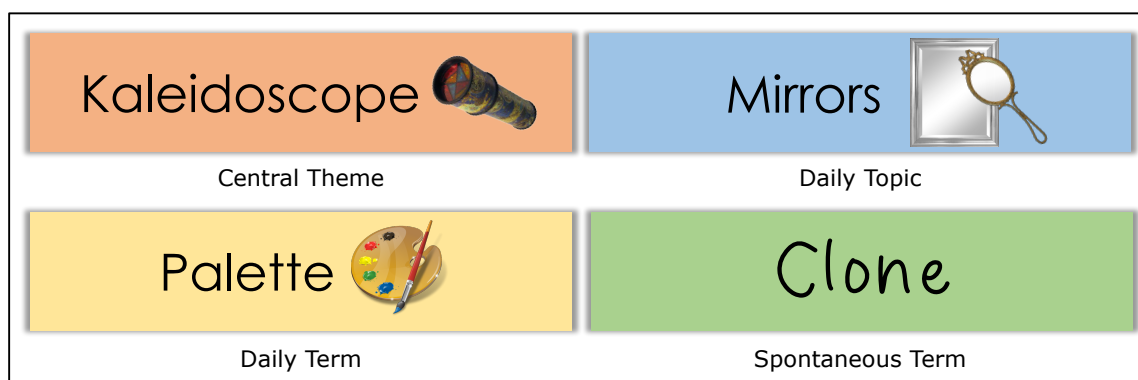 Kaleidoscope
Mirrors
Central Theme
Daily Topic
Palette
Clone
Daily Term
Spontaneous Term